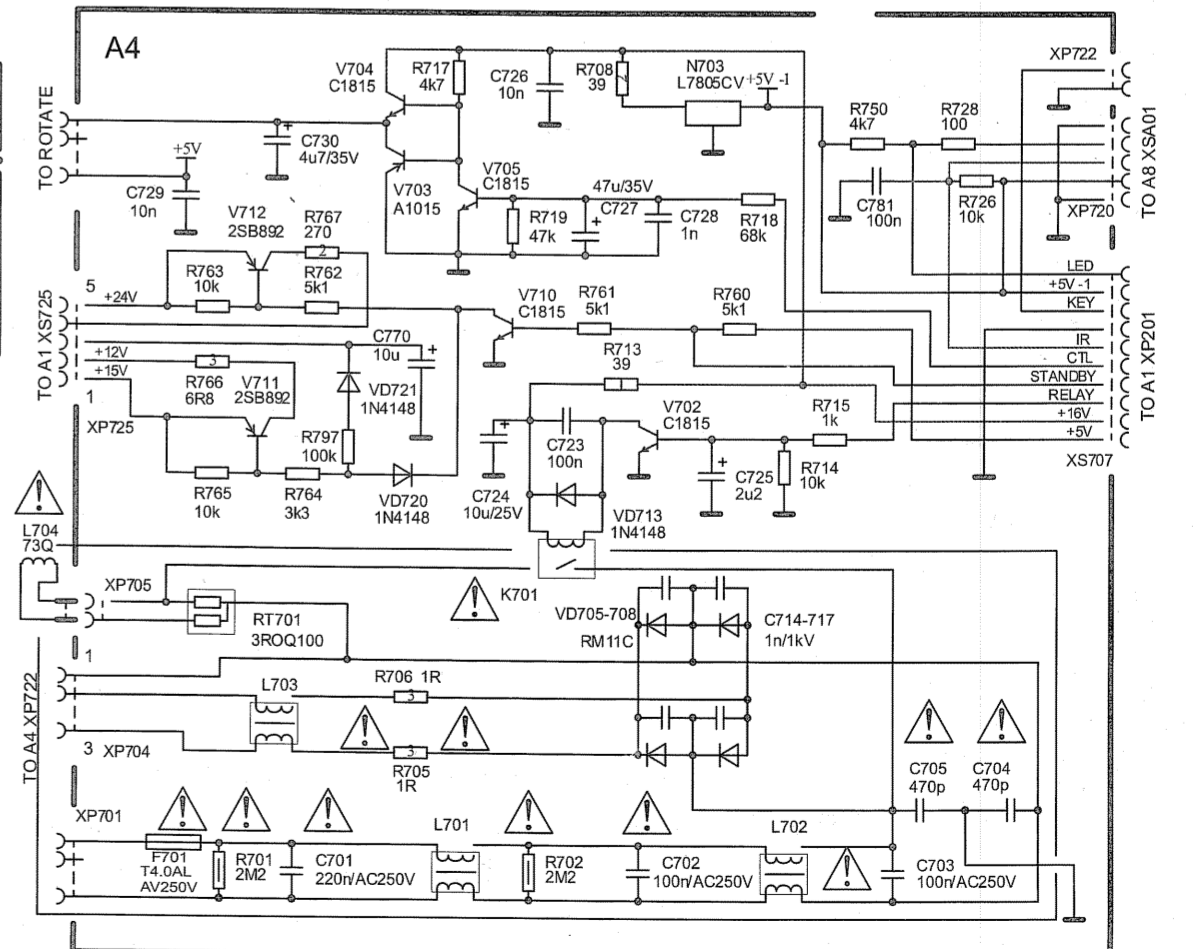 A4
TO ROTATE
V704
C1815
R717
4k7
C726
10n
R708
39
2
N703
L7805CV
+5V -1
XP722
TO A8 XSA01
R750
4k7
R728
100
C730
4u7/35V
+
+5V
C729
10n
V703
A1015
V705
C1815
47u/35V
C727
+
R719
47k
C728
1n
R718
68k
C781
100n
R726
10k
XP720
V712
2SB892
R767
270
2
R763
10k
R762
5k1
5
+24V
+12V
+15V
1
TO A1 XS725
XP725
3
R766
6R8
V711
2SB892
C770
10u
+
VD721
1N4148
R797
100k
R765
10k
R764
3k3
VD720
1N4148
V710
C1815
R761
5k1
R760
5k1
R713
39
C723
100n
+
C724
10u/25V
VD713
1N4148
V702
C1815
+
C725
2u2
R715
1k
R714
10k
LED
+5V -1
KEY
IR
CTL
STANDBY
RELAY
+16V
+5V
TO A1 XP201
XS707
!
L704
73Q
XP705
RT701
3ROQ100
!
K701
VD705-708
RM11C
C714-717
1n/1kV
1
TO A4 XP722
3
XP704
L703
R706 1R
3
!
!
3
R705
1R
!
!
C705
470p
C704
470p
XP701
!
!
!
F701
T4.0AL
AV250V
R701
2M2
C701
220n/AC250V
L701
!
R702
2M2
!
C702
100n/AC250V
L702
!
C703
100n/AC250V